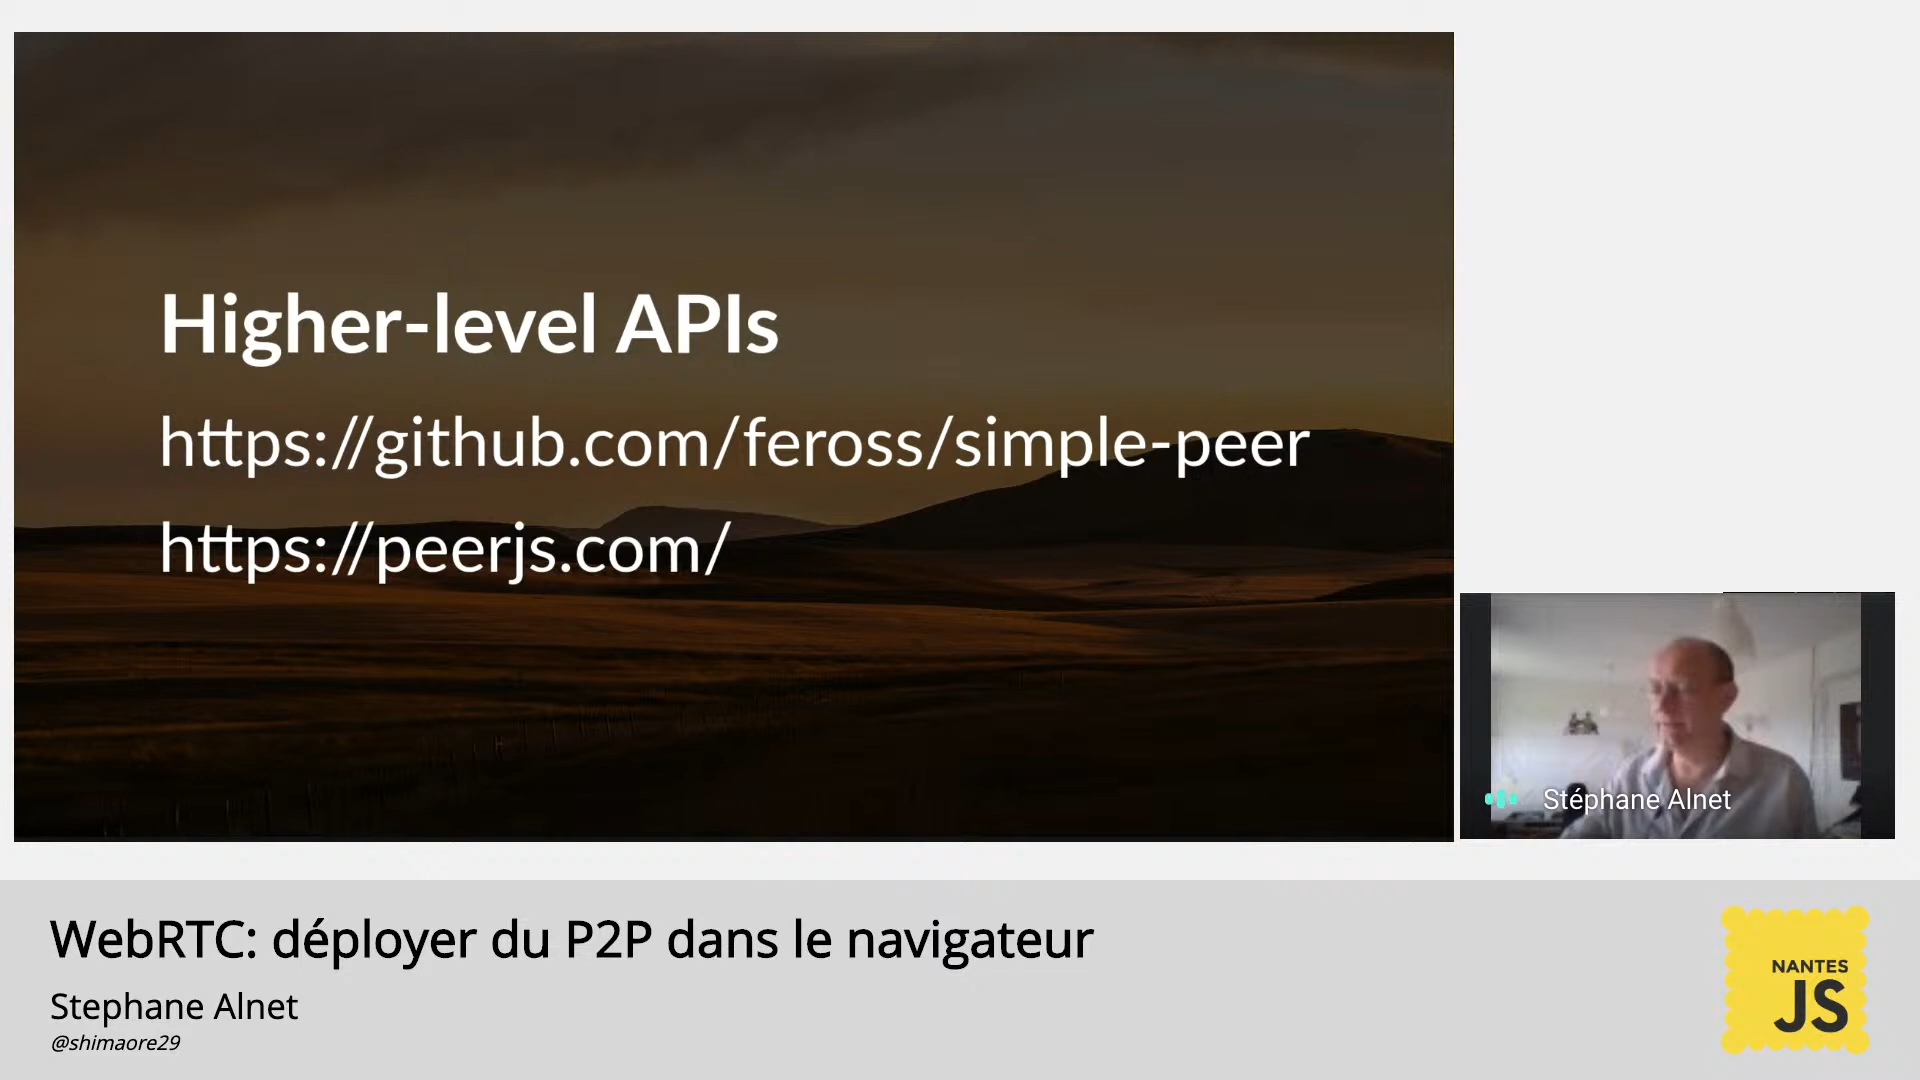 Higher-level APIs
https://github.com/feross/simple-peer
https://peerjs.com/
Stéphane Alnet
WebRTC: déployer du P2P dans le navigateur
Stephane Alnet
@shimaore29
NANTES
JS